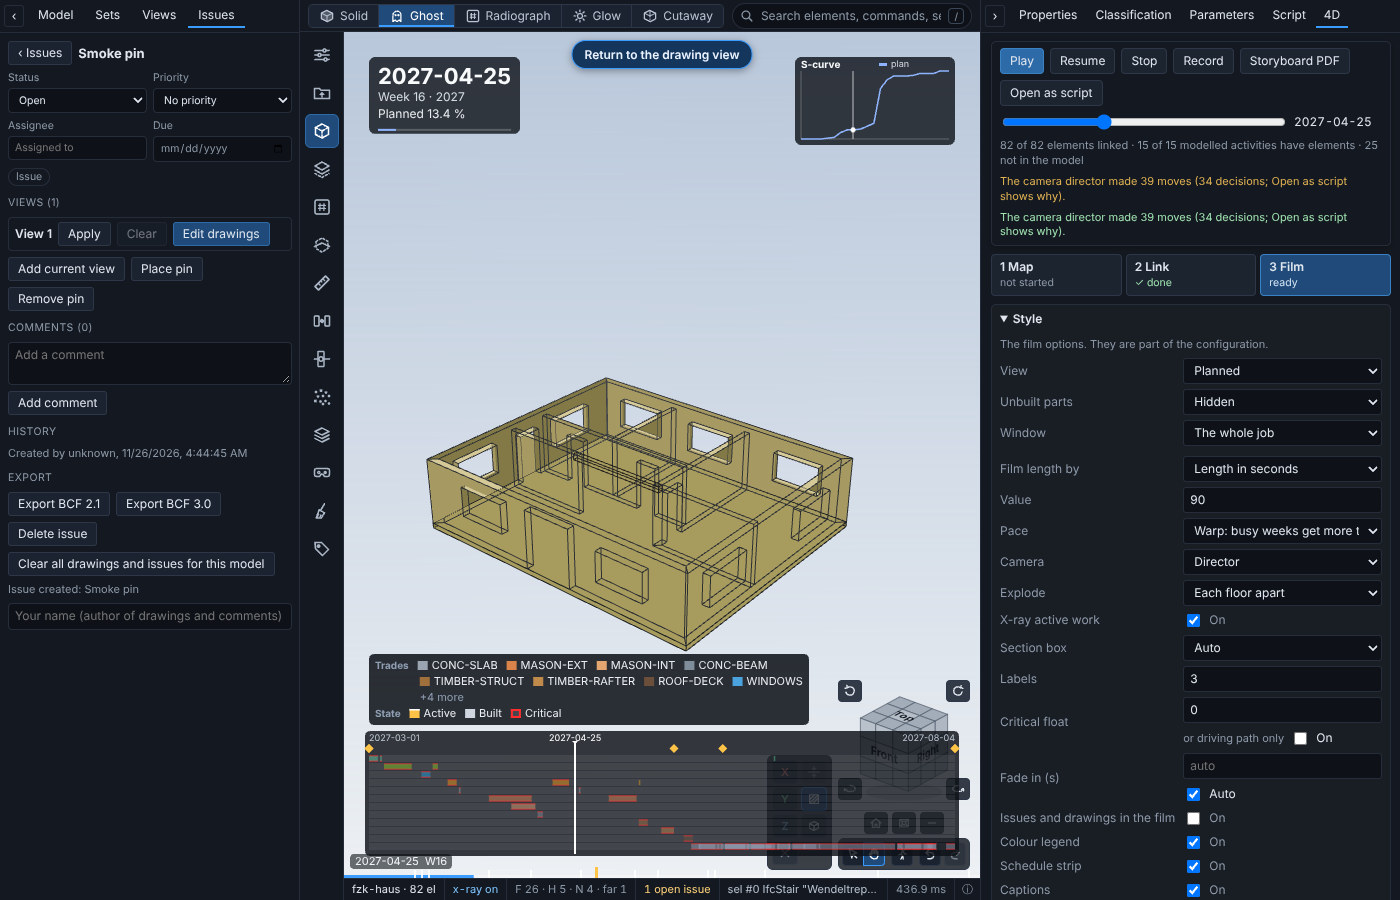 Model Sets Views Issues
Solid Ghost Radiograph Glow Cutaway
Search elements, commands, se /
Properties Classification Parameters Script 4D
‹ Issues Smoke pin
Status Priority
Open No priority
Assignee Due
Assigned to mm/dd/yyyy
Issue
VIEWS (1)
View 1 Apply Clear Edit drawings
Add current view Place pin
Remove pin
COMMENTS (0)
Add a comment
Add comment
HISTORY
Created by unknown, 11/26/2026, 4:44:45 AM
EXPORT
Export BCF 2.1 Export BCF 3.0
Delete issue
Clear all drawings and issues for this model
Issue created: Smoke pin
Your name (author of drawings and comments)
Return to the drawing view
2027-04-25
Week 16 · 2027
Planned 13.4 %
S-curve plan
Trades CONC-SLAB MASON-EXT MASON-INT CONC-BEAM
TIMBER-STRUCT TIMBER-RAFTER ROOF-DECK WINDOWS
+4 more
State Active Built Critical
Top
Front Right
2027-03-01 2027-04-25 2027-08-04
X
Y
Z
2027-04-25 W16
fzk-haus · 82 el x-ray on F 26 · H 5 · N 4 · far 1 1 open issue sel #0 IfcStair "Wendeltrep... 436.9 ms
Play Resume Stop Record Storyboard PDF
Open as script
2027-04-25
82 of 82 elements linked · 15 of 15 modelled activities have elements · 25
not in the model
The camera director made 39 moves (34 decisions; Open as script
shows why).
The camera director made 39 moves (34 decisions; Open as script
shows why).
1 Map 2 Link 3 Film
not started ✓ done ready
▼ Style
The film options. They are part of the configuration.
View Planned
Unbuilt parts Hidden
Window The whole job
Film length by Length in seconds
Value 90
Pace Warp: busy weeks get more t
Camera Director
Explode Each floor apart
X-ray active work On
Section box Auto
Labels 3
Critical float 0
or driving path only On
Fade in (s) auto
Auto
Issues and drawings in the film On
Colour legend On
Schedule strip On
Captions On